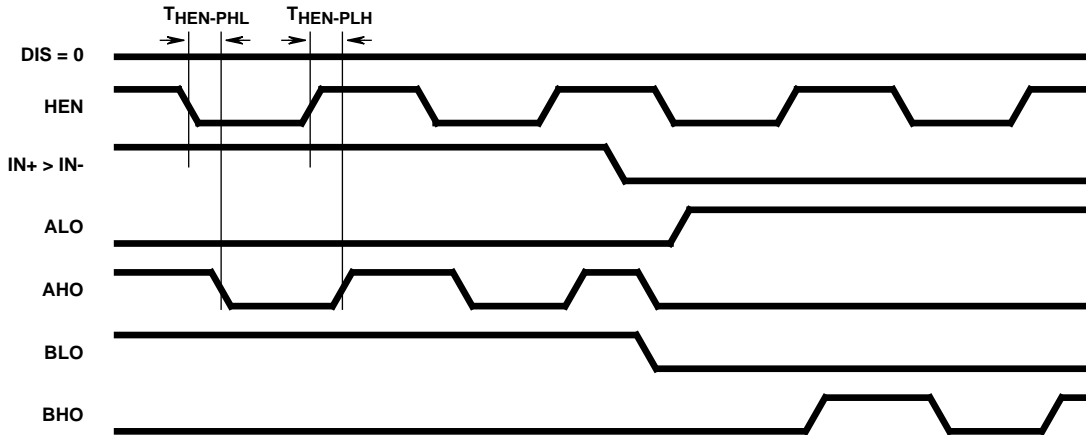 THEN-PHL THEN-PLH
DIS = 0
HEN
IN+ > IN-
ALO
AHO
BLO
BHO